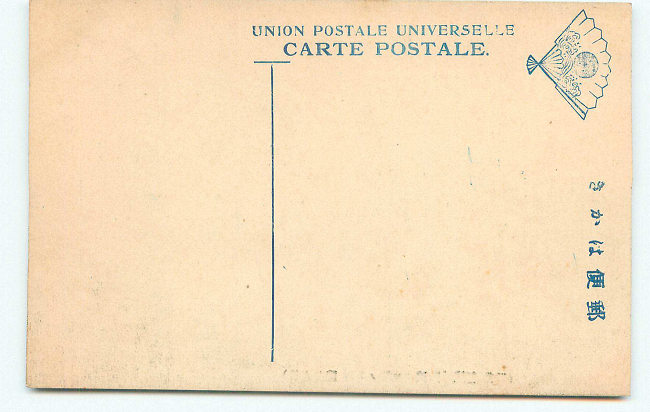 UNION POSTALE UNIVERSELLE
CARTE POSTALE.
郵便はかき